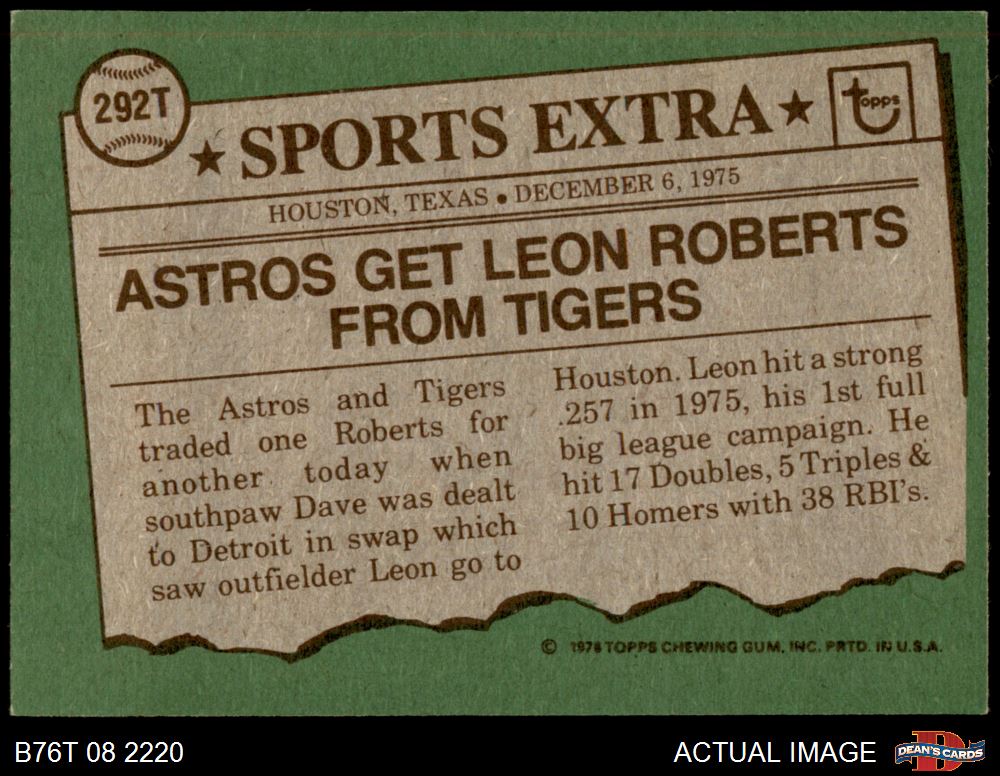 292T
★ SPORTS EXTRA ★
Topps
HOUSTON, TEXAS • DECEMBER 6, 1975
ASTROS GET LEON ROBERTS
FROM TIGERS
The Astros and Tigers
traded one Roberts for
another today when
southpaw Dave was dealt
to Detroit in swap which
saw outfielder Leon go to
Houston. Leon hit a strong
.257 in 1975, his 1st full
big league campaign. He
hit 17 Doubles, 5 Triples &
10 Homers with 38 RBI's.
© 1976 TOPPS CHEWING GUM, INC. PRTD. IN U.S.A.
B76T 08 2220
ACTUAL IMAGE
DEAN'S CARDS